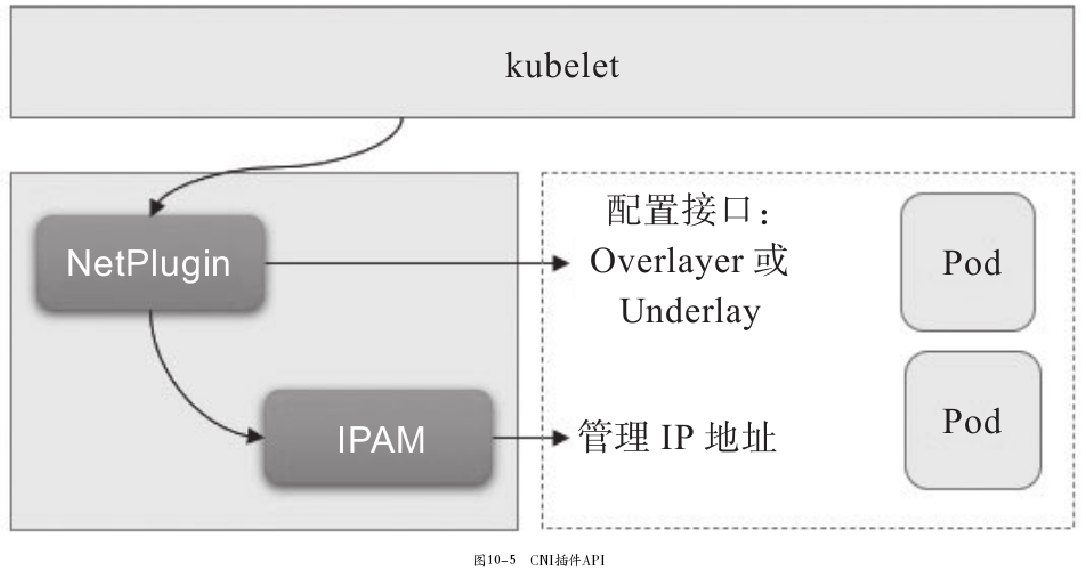 kubelet
NetPlugin
配置接口：
Overlayer 或
Underlay
Pod
IPAM
管理 IP 地址
Pod
图10-5 CNI插件API